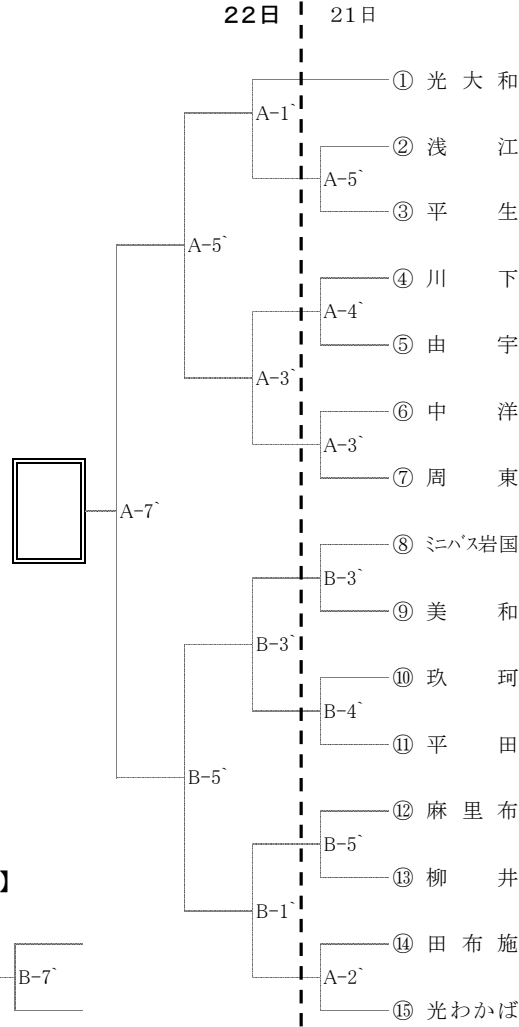 22日 21日
① 光大和
A-1`
② 浅江
A-5`
③ 平生
A-5`
④ 川下
A-4`
⑤ 由宇
A-3`
⑥ 中洋
A-3`
⑦ 周東
A-7`
⑧ ミニバス岩国
B-3`
⑨ 美和
B-3`
⑩ 玖珂
B-4`
⑪ 平田
B-5`
⑫ 麻里布
B-5`
⑬ 柳井
】
B-1`
⑭ 田布施
B-7`
A-2`
⑮ 光わかば